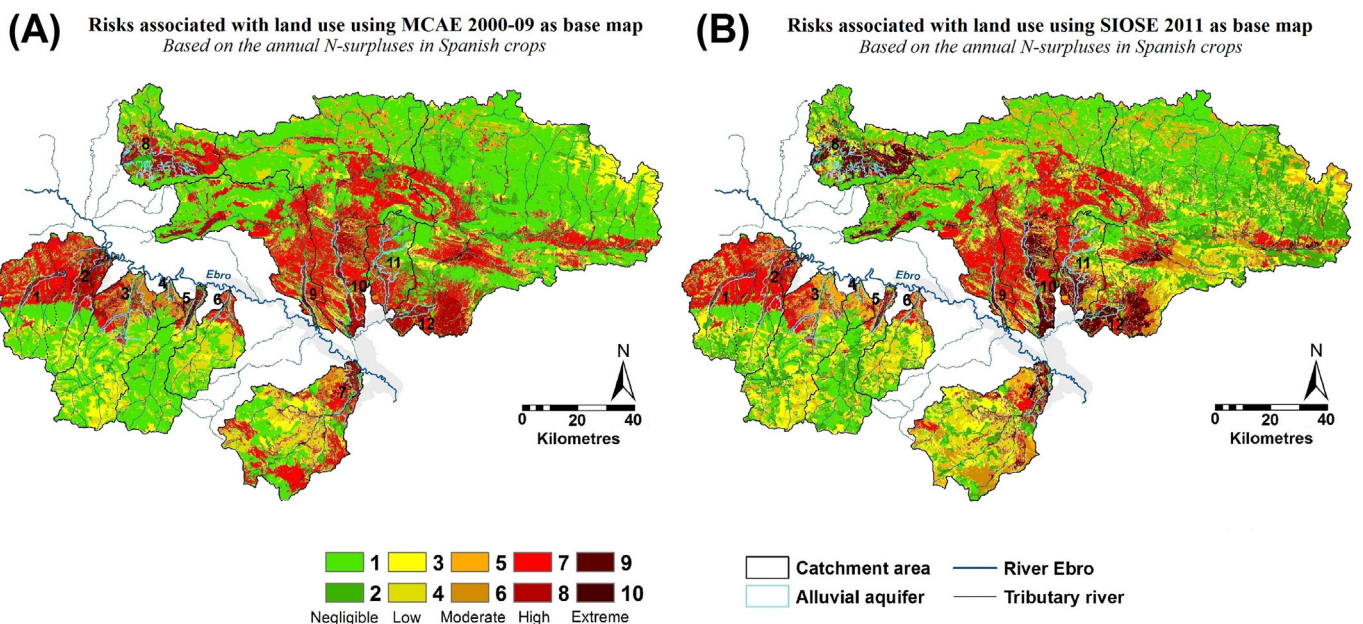 (A) Risks associated with land use using MCAE 2000-09 as base map
Based on the annual N-surpluses in Spanish crops
8
Ebro
1 2 3 4 5 6
9 10 11 12
7
N
0 20 40
Kilometres
(B) Risks associated with land use using SIOSE 2011 as base map
Based on the annual N-surpluses in Spanish crops
8
Ebro
1 2 3 4 5 6
9 10 11 12
7
N
0 20 40
Kilometres
1 3 5 7 9
2 4 6 8 10
Negligible Low Moderate High Extreme
Catchment area River Ebro
Alluvial aquifer Tributary river